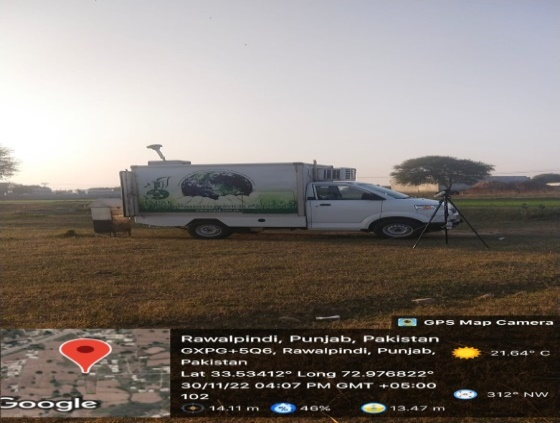 GPS Map Camera
Rawalpindi, Punjab, Pakistan
GXPG+5Q6, Rawalpindi, Punjab,
Pakistan
Lat 33.53412° Long 72.976822°
30/11/22 04:07 PM GMT +05:00
102
21.64° C
312° NW
14.11 m
46%
13.47 m
Google